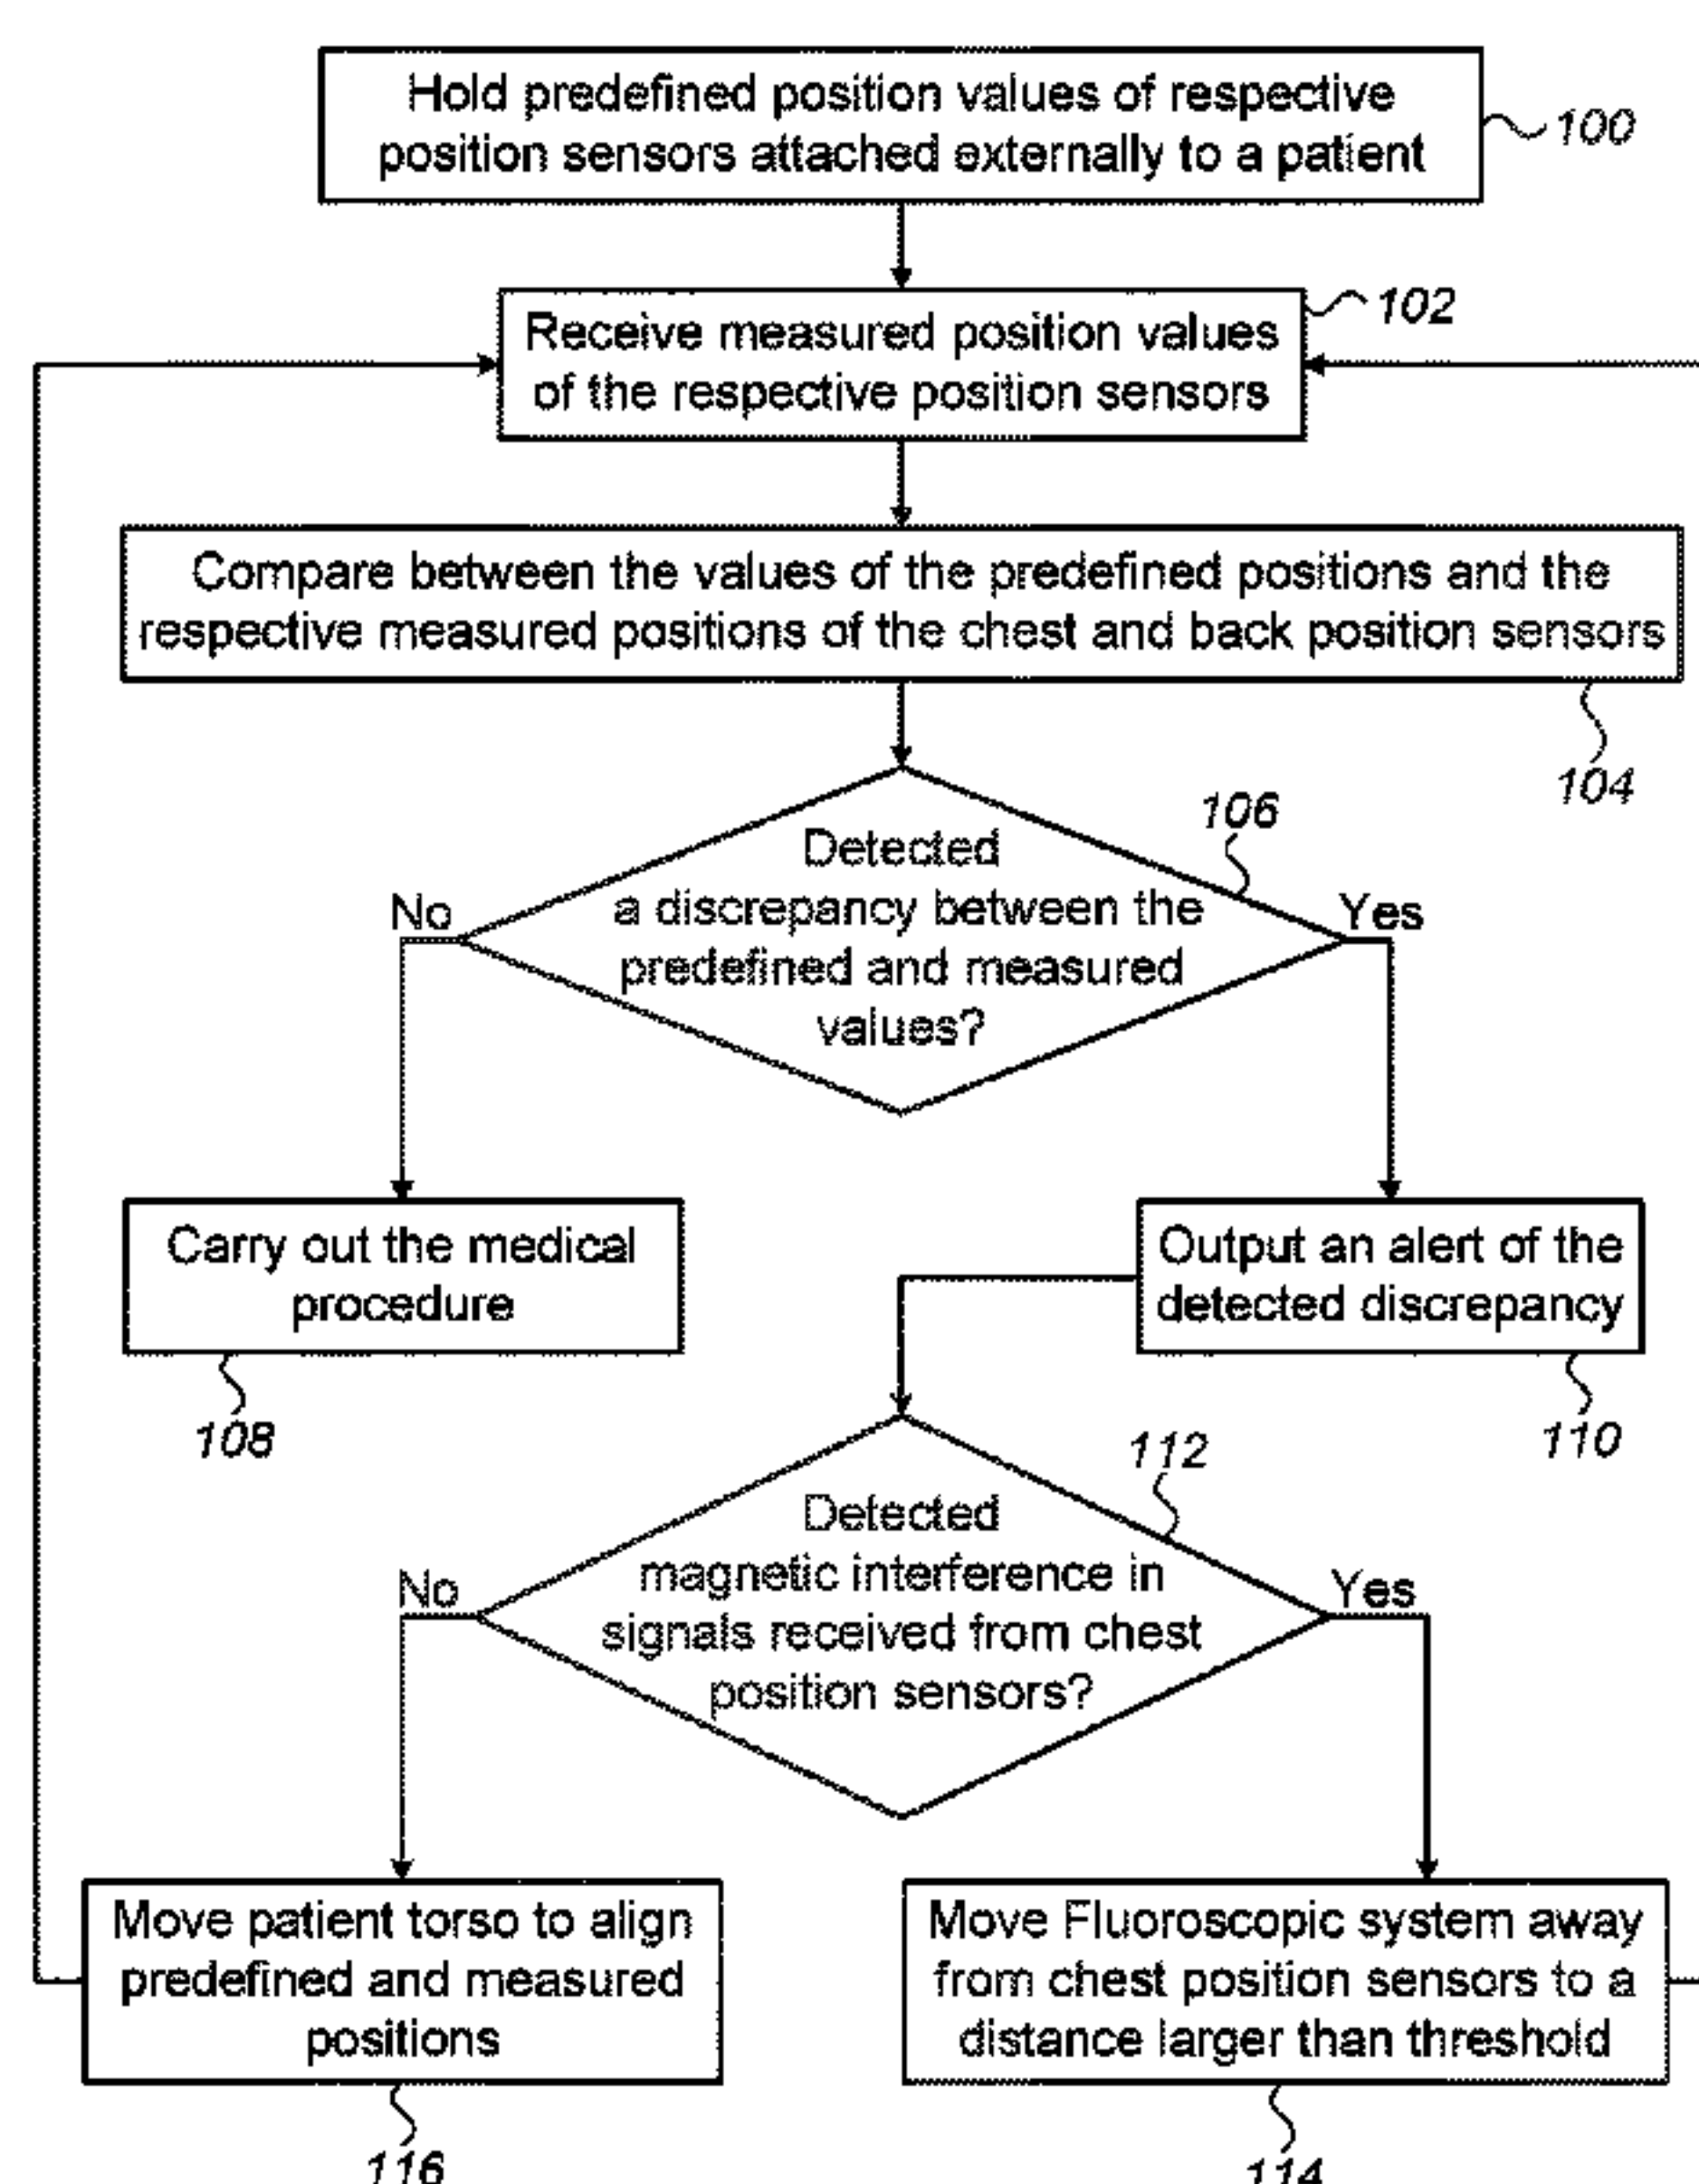 Hold predefined position values of respective
position sensors attached externally to a patient
100
Receive measured position values
of the respective position sensors
102
Compare between the values of the predefined positions and the
respective measured positions of the chest and back position sensors
104
106
Detected
a discrepancy between the
predefined and measured
values?
No
Yes
Carry out the medical
procedure
108
Output an alert of the
detected discrepancy
110
112
Detected
magnetic interference in
signals received from chest
position sensors?
No
Yes
Move patient torso to align
predefined and measured
positions
116
Move Fluoroscopic system away
from chest position sensors to a
distance larger than threshold
114